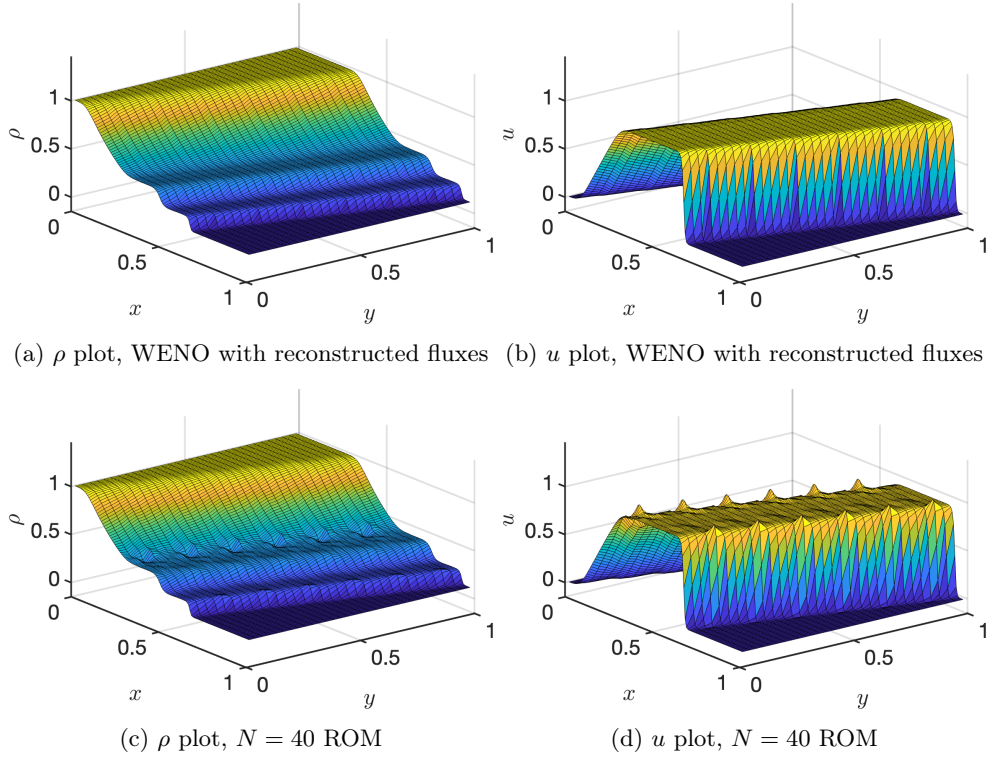 1
0.5
0
ρ
0
0.5
1
x
0
0.5
1
y
1
0.5
0
u
0
0.5
1
x
0
0.5
1
y
(a) ρ plot, WENO with reconstructed fluxes
(b) u plot, WENO with reconstructed fluxes
1
0.5
0
ρ
0
0.5
1
x
0
0.5
1
y
1
0.5
0
u
0
0.5
1
x
0
0.5
1
y
(c) ρ plot, N = 40 ROM
(d) u plot, N = 40 ROM